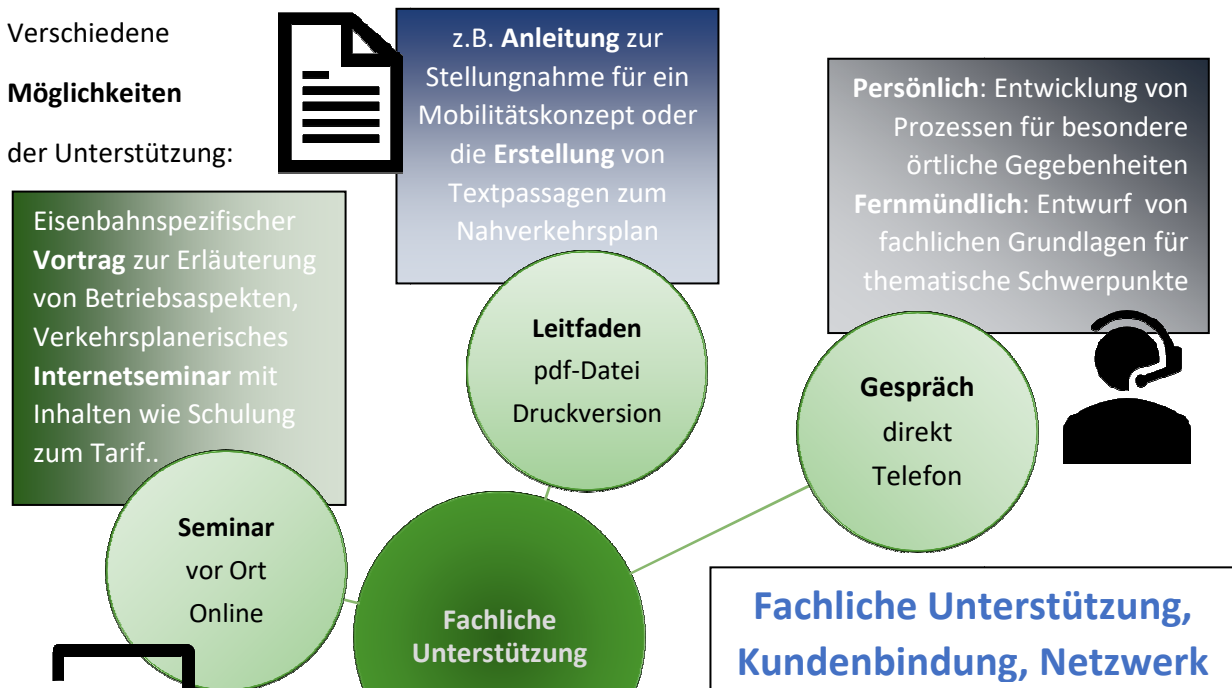 Verschiedene
Möglichkeiten
der Unterstützung:
z.B. Anleitung zur
Stellungnahme für ein
Mobilitätskonzept oder
die Erstellung von
Textpassagen zum
Nahverkehrsplan
Persönlich: Entwicklung von
Prozessen für besondere
örtliche Gegebenheiten
Fernmündlich: Entwurf von
fachlichen Grundlagen für
thematische Schwerpunkte
Eisenbahnspezifischer
Vortrag zur Erläuterung
von Betriebsaspekten,
Verkehrsplanerisches
Internetseminar mit
Inhalten wie Schulung
zum Tarif..
Leitfaden
pdf-Datei
Druckversion
Gespräch
direkt
Telefon
Seminar
vor Ort
Online
Fachliche
Unterstützung
Fachliche Unterstützung,
Kundenbindung, Netzwerk